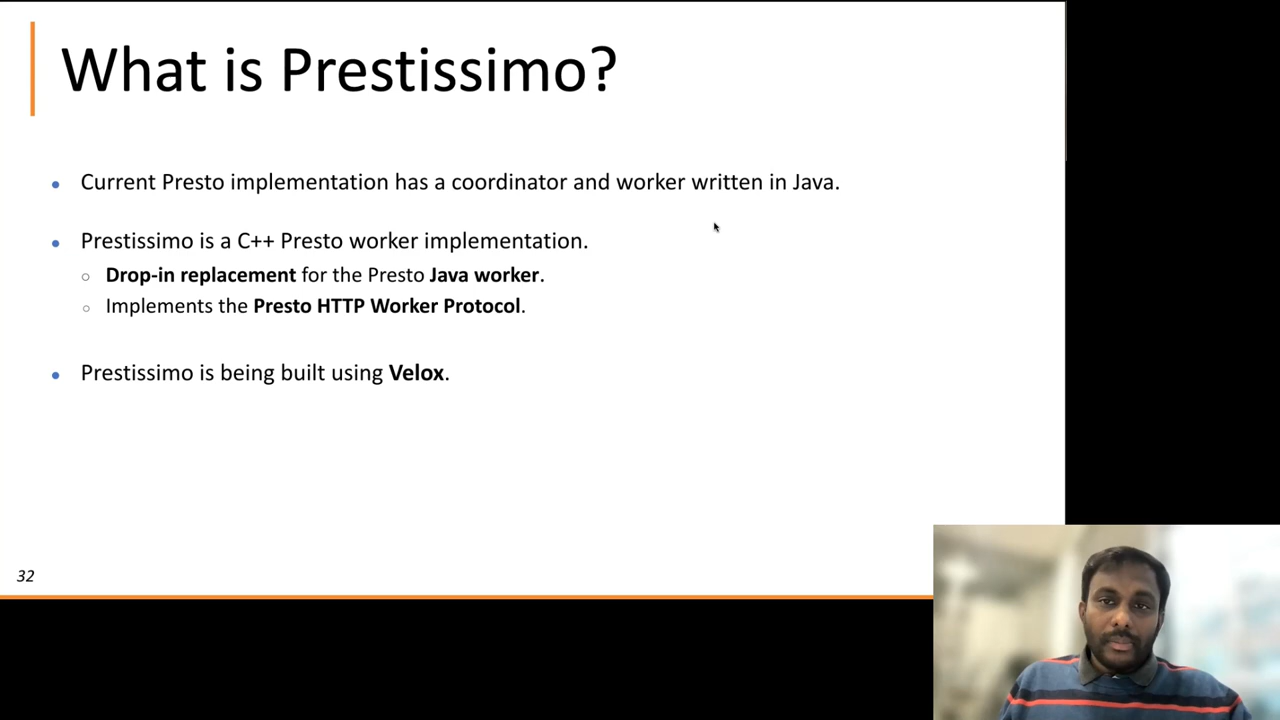 What is Prestissimo?
• Current Presto implementation has a coordinator and worker written in Java.
• Prestissimo is a C++ Presto worker implementation.
○ Drop-in replacement for the Presto Java worker.
○ Implements the Presto HTTP Worker Protocol.
• Prestissimo is being built using Velox.
32